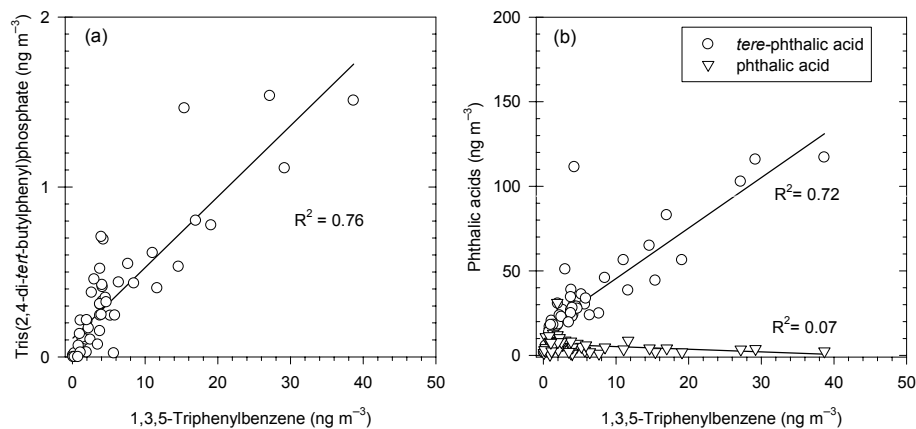 (a)
Tris(2,4-di-tert-butylphenyl)phosphate (ng m⁻³)
2
1
0
R² = 0.76
0 10 20 30 40 50
1,3,5-Triphenylbenzene (ng m⁻³)
(b)
tere-phthalic acid
phthalic acid
Phthalic acids (ng m⁻³)
200
150
100
50
0
R² = 0.72
R² = 0.07
0 10 20 30 40 50
1,3,5-Triphenylbenzene (ng m⁻³)